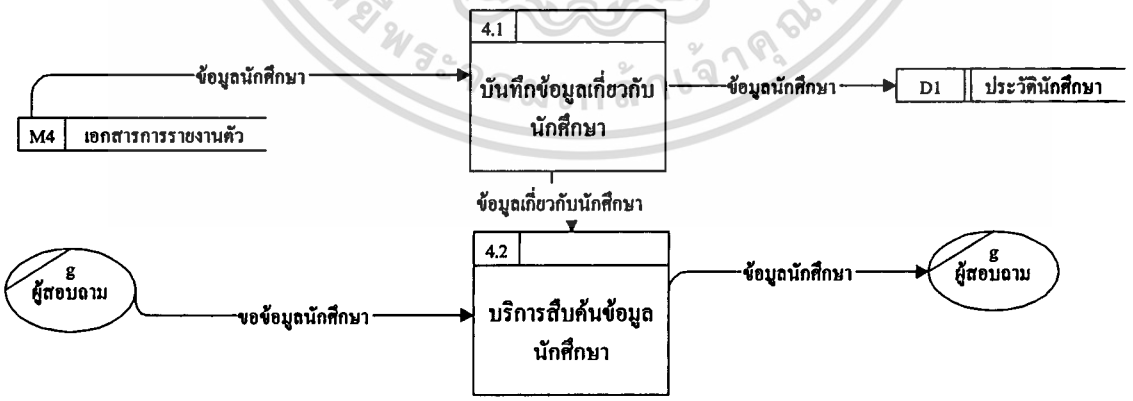 4.1
ข้อมูลนักศึกษา
บันทึกข้อมูลเกี่ยวกับ
นักศึกษา
ข้อมูลนักศึกษา
D1 ประวัตินักศึกษา
M4 เอกสารการรายงานตัว
ข้อมูลเกี่ยวกับนักศึกษา
4.2
g
ผู้สอบถาม
ขอข้อมูลนักศึกษา
บริการสืบค้นข้อมูล
นักศึกษา
ข้อมูลนักศึกษา
g
ผู้สอบถาม